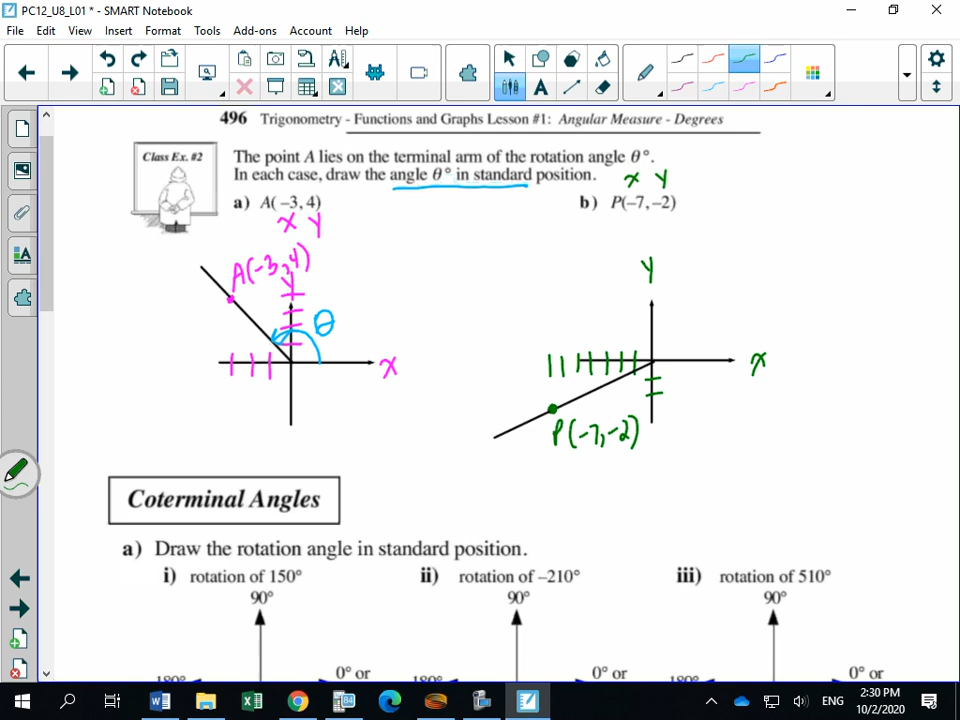 PC12_U8_L01 * - SMART Notebook
File Edit View Insert Format Tools Add-ons Account Help
496 Trigonometry - Functions and Graphs Lesson #1: Angular Measure - Degrees
Class Ex. #2
The point A lies on the terminal arm of the rotation angle θ°.
In each case, draw the angle θ° in standard position.
x y
a) A(−3, 4)
b) P(−7, −2)
x y
A(-3, 4)
y
θ
x
y
x
P(-7, -2)
Coterminal Angles
a) Draw the rotation angle in standard position.
i) rotation of 150°
ii) rotation of −210°
iii) rotation of 510°
90°
90°
90°
0° or
180°
0° or
180°
0° or
180°
ENG
2:30 PM
10/2/2020